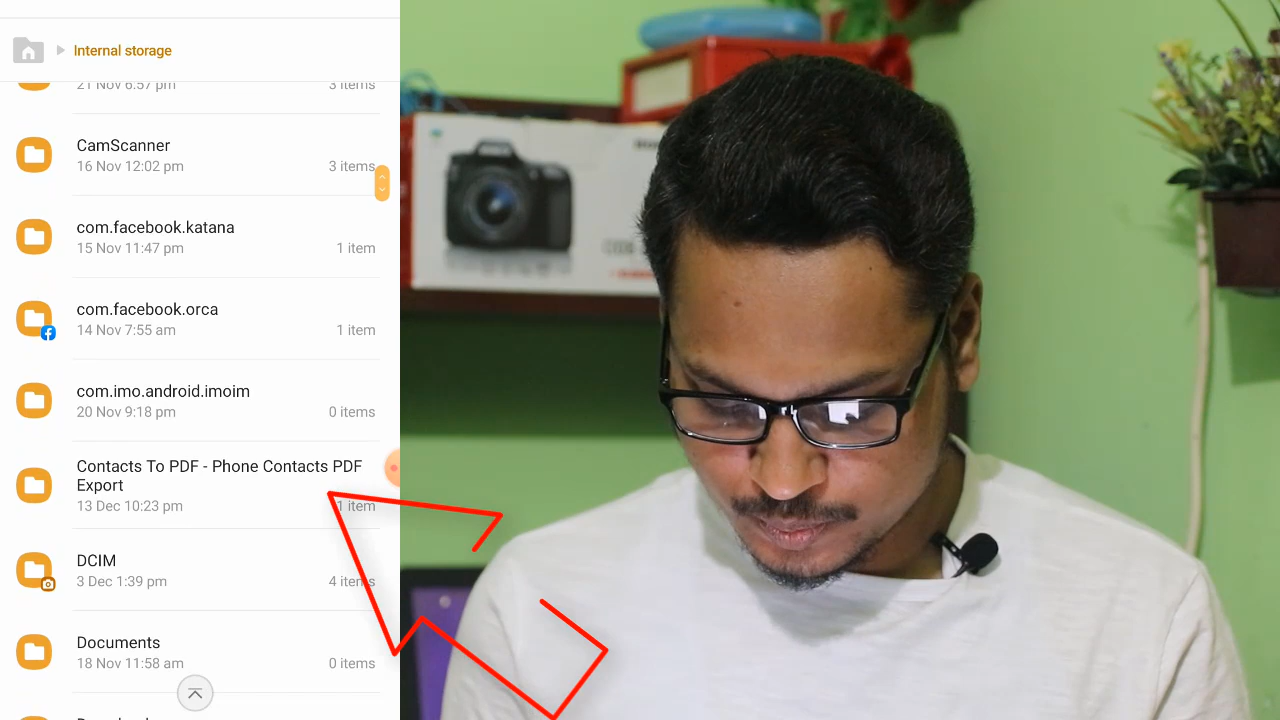 Internal storage
21 Nov 6:57 pm
3 items
CamScanner
16 Nov 12:02 pm
3 items
com.facebook.katana
15 Nov 11:47 pm
1 item
com.facebook.orca
14 Nov 7:55 am
1 item
com.imo.android.imoim
20 Nov 9:18 pm
0 items
Contacts To PDF - Phone Contacts PDF
Export
13 Dec 10:23 pm
1 item
DCIM
3 Dec 1:39 pm
4 items
Documents
18 Nov 11:58 am
0 items